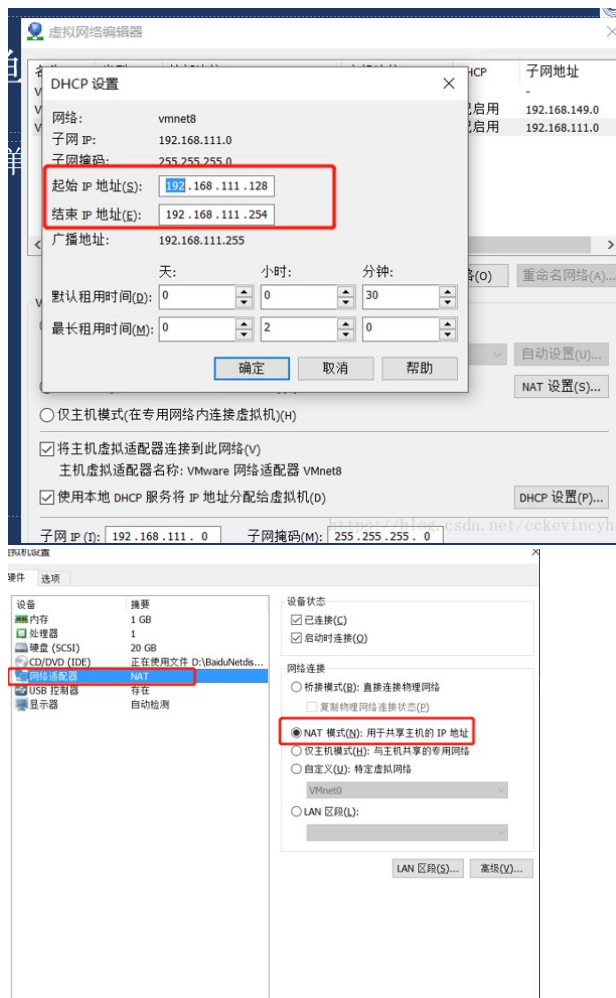 虚拟网络编辑器
DHCP 设置
HCP 子网地址
-
已启用 192.168.149.0
已启用 192.168.111.0
网络: vmnet8
子网 IP: 192.168.111.0
子网掩码: 255.255.255.0
起始 IP 地址(S): 192.168.111.128
结束 IP 地址(E): 192.168.111.254
广播地址: 192.168.111.255
天: 小时: 分钟:
默认租用时间(D): 0 0 30
最长租用时间(M): 0 2 0
确定 取消 帮助
络(O) 重命名网络(A)...
自动设置(U)...
NAT 设置(S)...
仅主机模式(在专用网络内连接虚拟机)(H)
将主机虚拟适配器连接到此网络(V)
主机虚拟适配器名称: VMware 网络适配器 VMnet8
使用本地 DHCP 服务将 IP 地址分配给虚拟机(D) DHCP 设置(P)...
https://blog.csdn.net/cckevincyh
子网 IP (I): 192.168.111. 0 子网掩码(M): 255.255.255. 0
虚拟机设置
硬件 选项
设备 摘要
内存 1 GB
处理器 1
硬盘 (SCSI) 20 GB
CD/DVD (IDE) 正在使用文件 D:\BaiduNetdis...
网络适配器 NAT
USB 控制器 存在
显示器 自动检测
设备状态
已连接(C)
启动时连接(O)
网络连接
桥接模式(B): 直接连接物理网络
复制物理网络连接状态(P)
NAT 模式(N): 用于共享主机的 IP 地址
仅主机模式(H): 与主机共享的专用网络
自定义(U): 特定虚拟网络
VMnet0
LAN 区段(L):
LAN 区段(S)... 高级(V)...